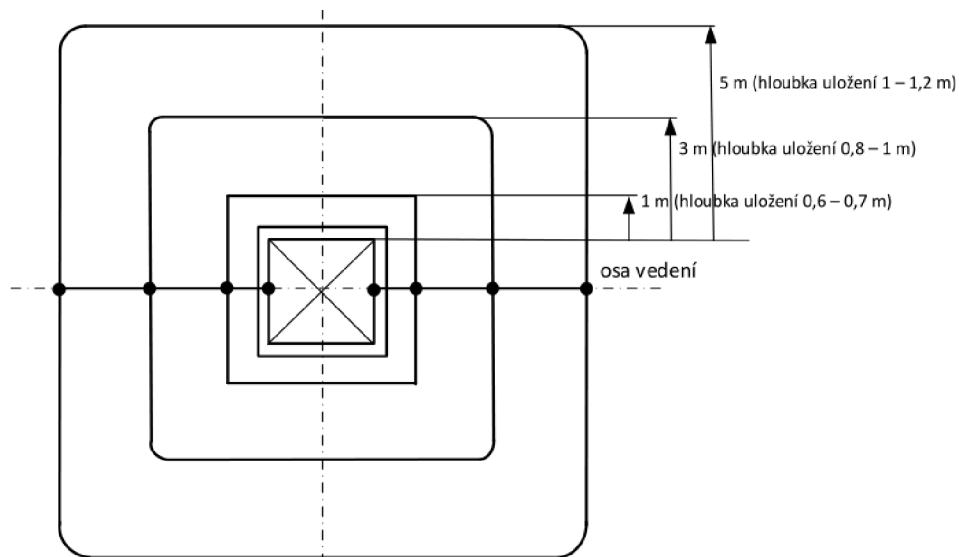 5 m (hloubka uložení 1 – 1,2 m)
3 m (hloubka uložení 0,8 – 1 m)
1 m (hloubka uložení 0,6 – 0,7 m)
osa vedení